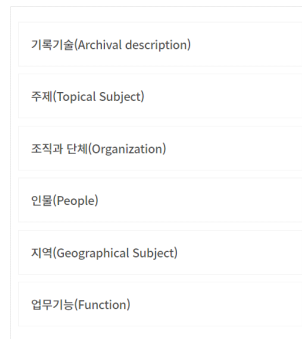 기록기술(Archival description)
주제(Topical Subject)
조직과 단체(Organization)
인물(People)
지역(Geographical Subject)
업무기능(Function)